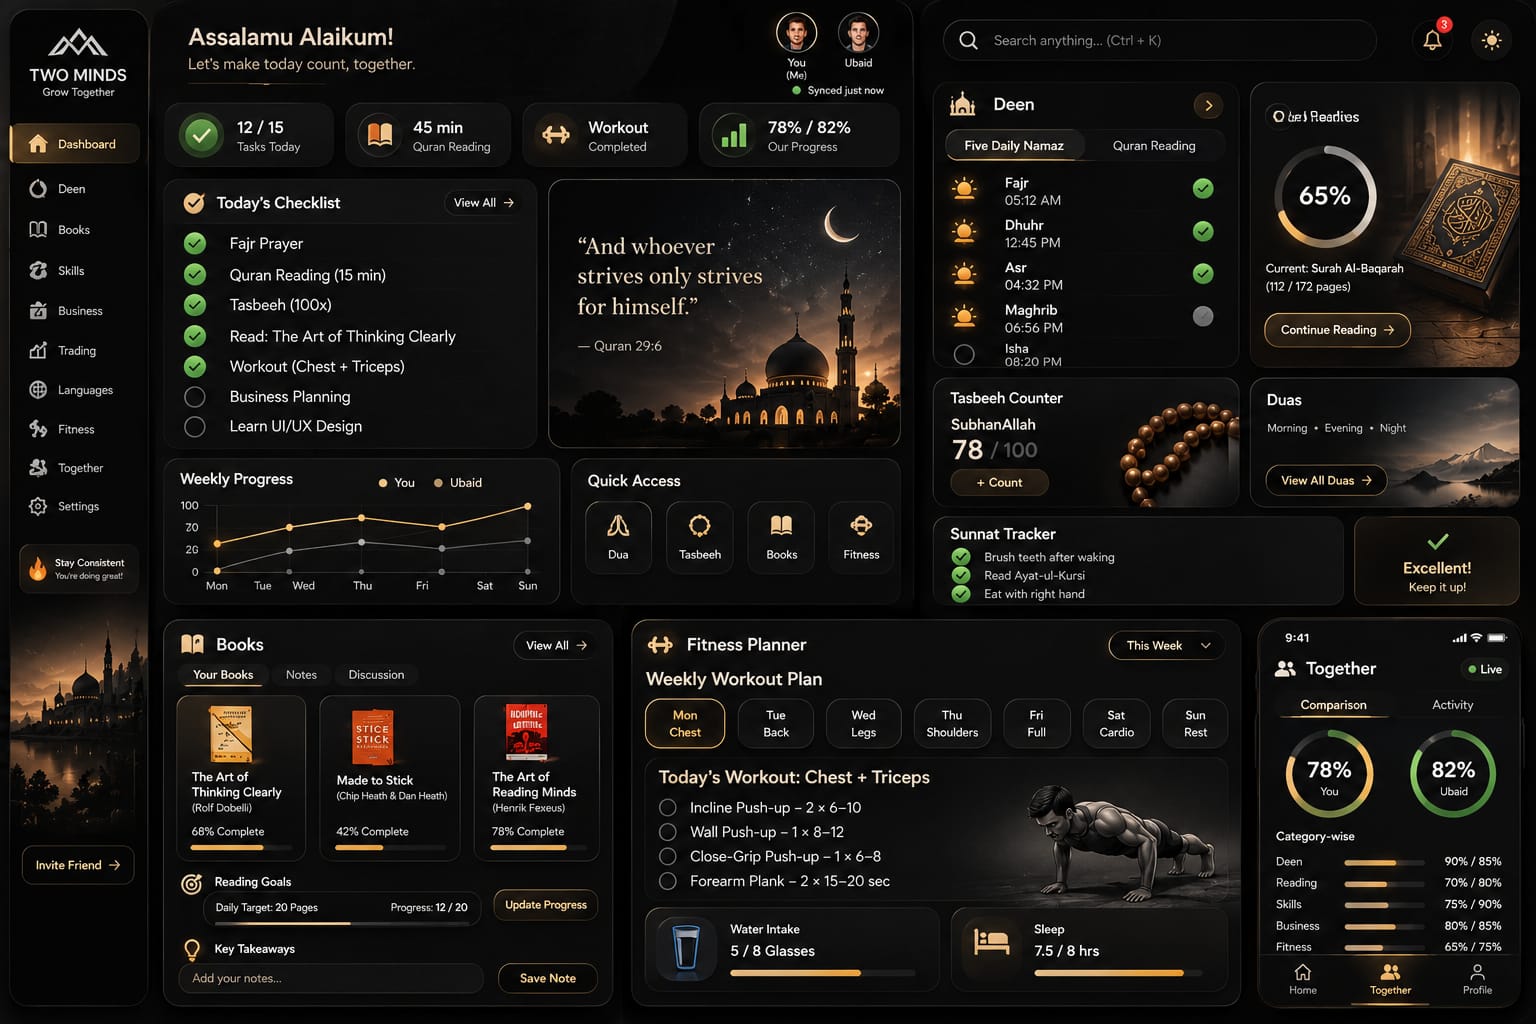 TWO MINDS
Grow Together
Dashboard
Deen
Books
Skills
Business
Trading
Languages
Fitness
Together
Settings
Stay Consistent
You're doing great!
Invite Friend →
Assalamu Alaikum!
Let's make today count, together.
You
(Me)
Ubaid
Synced just now
12 / 15
Tasks Today
45 min
Quran Reading
Workout
Completed
78% / 82%
Our Progress
Today's Checklist
View All →
Fajr Prayer
Quran Reading (15 min)
Tasbeeh (100x)
Read: The Art of Thinking Clearly
Workout (Chest + Triceps)
Business Planning
Learn UI/UX Design
“And whoever
strives only strives
for himself.”
— Quran 29:6
Weekly Progress
You
Ubaid
100
20
0
Mon Tue Wed Thu Fri Sat Sun
Quick Access
Dua
Tasbeeh
Books
Fitness
Search anything... (Ctrl + K)
3
Deen
Five Daily Namaz
Quran Reading
Fajr
05:12 AM
Dhuhr
12:45 PM
Asr
04:32 PM
Maghrib
06:56 PM
Isha
08:20 PM
65%
Current: Surah Al-Baqarah
(112 / 172 pages)
Continue Reading →
Tasbeeh Counter
SubhanAllah
78 / 100
+ Count
Duas
Morning • Evening • Night
View All Duas →
Sunnat Tracker
Brush teeth after waking
Read Ayat-ul-Kursi
Eat with right hand
Excellent!
Keep it up!
Books
View All →
Your Books
Notes
Discussion
The Art of
Thinking Clearly
(Rolf Dobelli)
68% Complete
STICE
STICK
Made to Stick
(Chip Heath & Dan Heath)
42% Complete
The Art of
Reading Minds
(Henrik Fexeus)
78% Complete
Reading Goals
Daily Target: 20 Pages
Progress: 12 / 20
Update Progress
Key Takeaways
Add your notes...
Save Note
Fitness Planner
This Week
Weekly Workout Plan
Mon
Chest
Tue
Back
Wed
Legs
Thu
Shoulders
Fri
Full
Sat
Cardio
Sun
Rest
Today's Workout: Chest + Triceps
Incline Push-up – 2 × 6–10
Wall Push-up – 1 × 8–12
Close-Grip Push-up – 1 × 6–8
Forearm Plank – 2 × 15–20 sec
Water Intake
5 / 8 Glasses
Sleep
7.5 / 8 hrs
9:41
Together
Live
Comparison
Activity
78%
You
82%
Ubaid
Category-wise
Deen 90% / 85%
Reading 70% / 80%
Skills 75% / 90%
Business 80% / 85%
Fitness 65% / 75%
Home
Together
Profile